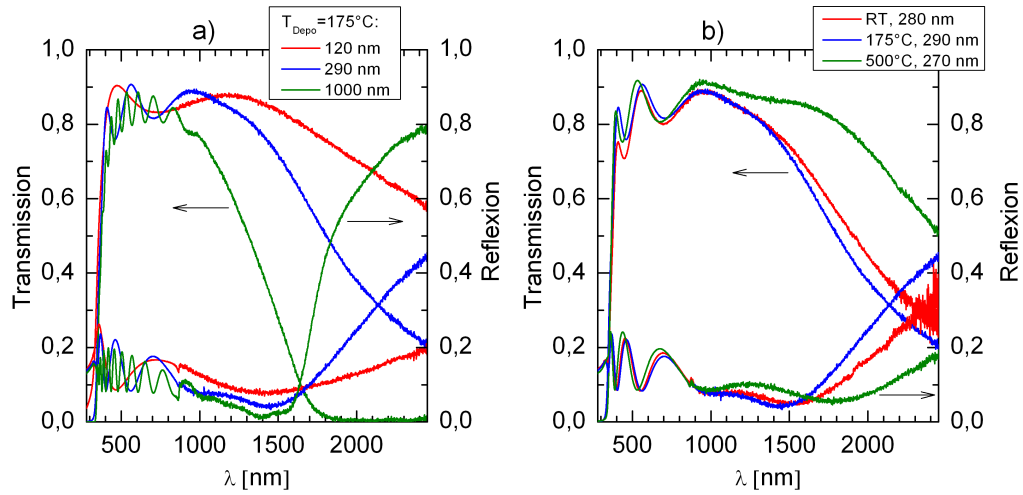 a)
T_Depo=175°C:
120 nm
290 nm
1000 nm
1,0
0,8
0,6
0,4
0,2
0,0
Transmission
1,0
0,8
0,6
0,4
0,2
0,0
Reflexion
500 1000 1500 2000
λ [nm]
b)
RT, 280 nm
175°C, 290 nm
500°C, 270 nm
1,0
0,8
0,6
0,4
0,2
0,0
Transmission
1,0
0,8
0,6
0,4
0,2
0,0
Reflexion
500 1000 1500 2000
λ [nm]